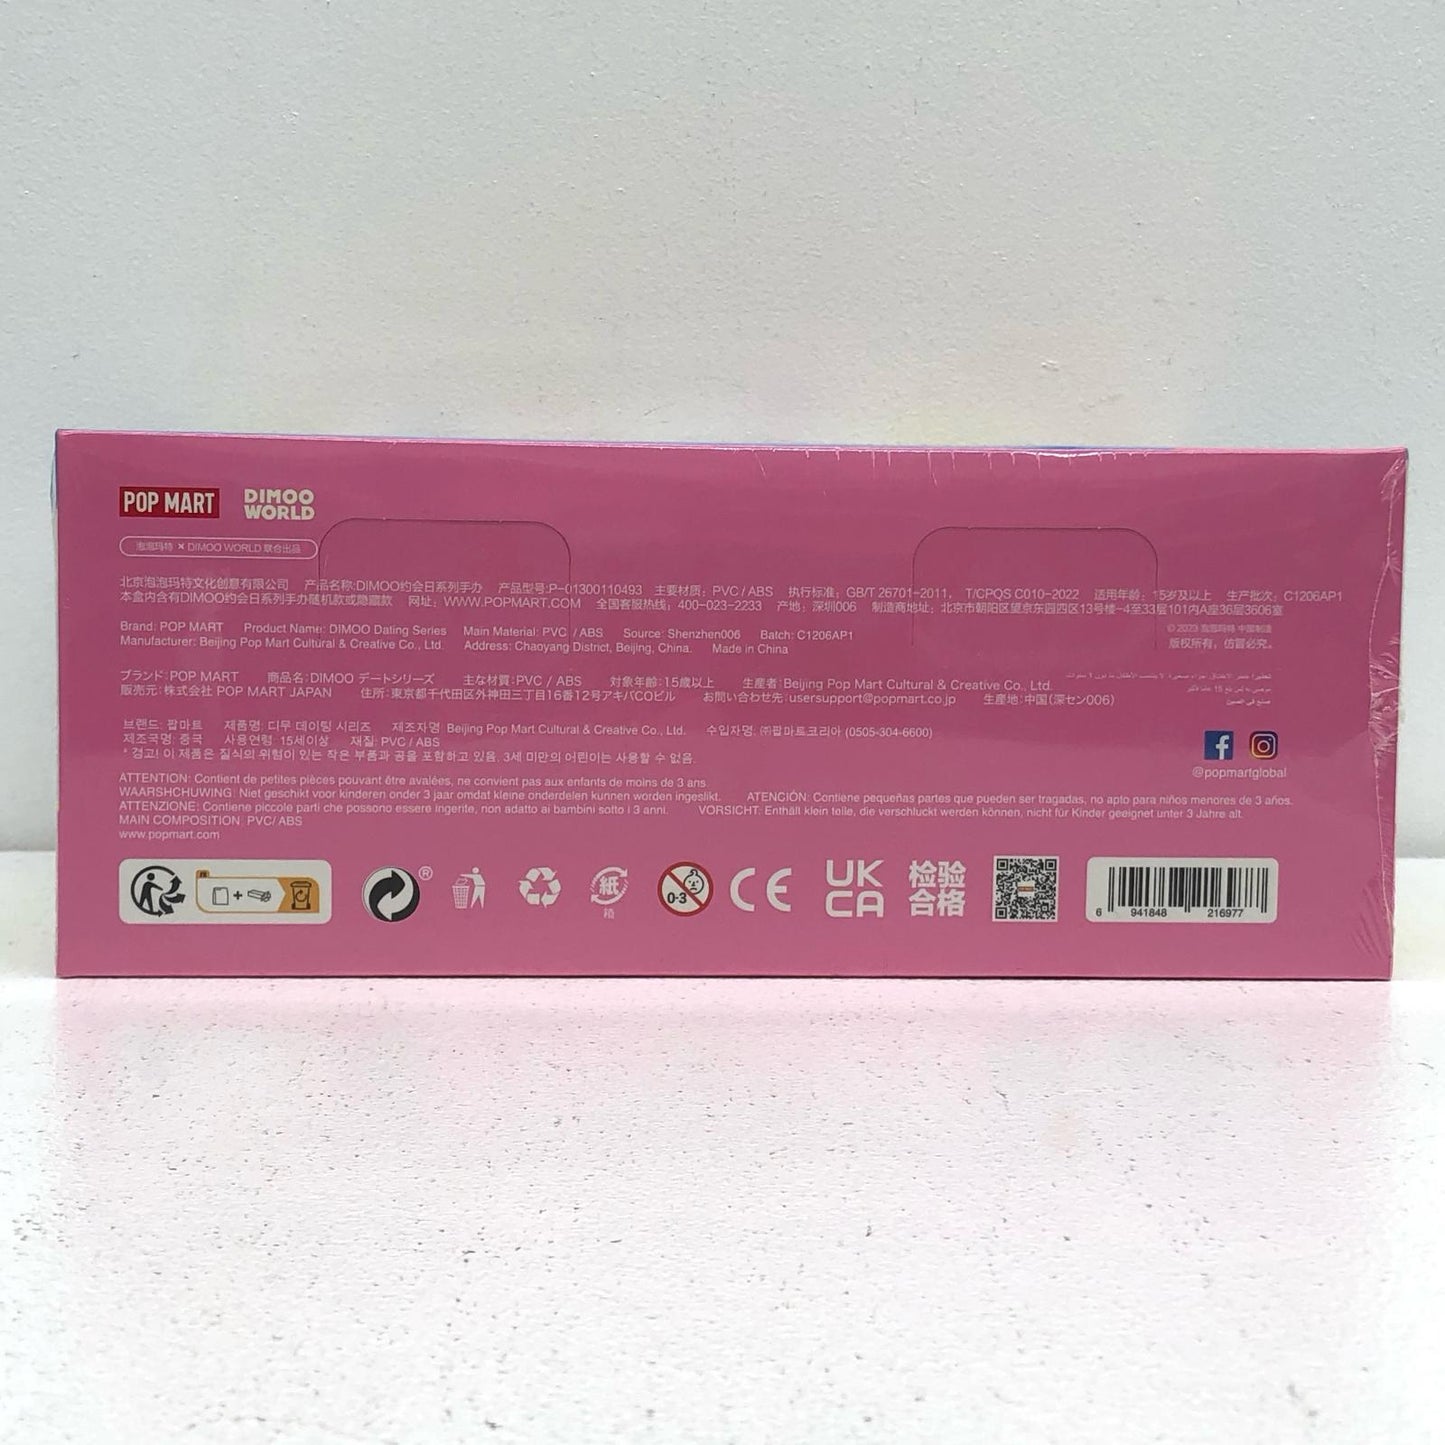 POP MART
DIMOO
WORLD
泡泡玛特 × DIMOO WORLD 联合出品
北京泡泡玛特文化创意有限公司 产品名称:DIMOO约会日系列手办 产品型号:P-01300110493 主要材质: PVC / ABS 执行标准: GB/T 26701-2011, T/CPQS C010-2022 适用年龄: 15岁及以上 生产批次: C1206AP1
本盒内含有DIMOO约会日系列手办随机款或隐藏款 网址: WWW.POPMART.COM 全国客服热线: 400-023-2233 产地: 深圳006 制造商地址: 北京市朝阳区望京东园四区13号楼-4至33层101内A座36层3606室
Brand: POP MART Product Name: DIMOO Dating Series Main Material: PVC / ABS Source: Shenzhen006 Batch: C1206AP1
Manufacturer: Beijing Pop Mart Cultural & Creative Co., Ltd. Address: Chaoyang District, Beijing, China. Made in China
© 2023 泡泡玛特 中国制造
版权所有，仿冒必究。
ブランド: POP MART 商品名: DIMOO デートシリーズ 主な材質: PVC / ABS 対象年齢: 15歳以上 生産者: Beijing Pop Mart Cultural & Creative Co., Ltd.
販売元: 株式会社 POP MART JAPAN 住所: 東京都千代田区外神田三丁目16番12号アキバCOビル お問い合わせ先: usersupport@popmart.co.jp 生産地: 中国(深セン006)
صنع في الصين
브랜드: 팝마트 제품명: 디무 데이팅 시리즈 제조자명: Beijing Pop Mart Cultural & Creative Co., Ltd. 수입자명: ㈜팝마트코리아 (0505-304-6600)
제조국명: 중국 사용연령: 15세이상 재질: PVC / ABS
* 경고! 이 제품은 질식의 위험이 있는 작은 부품과 공을 포함하고 있음. 3세 미만의 어린이는 사용할 수 없음.
@popmartglobal
ATTENTION: Contient de petites pièces pouvant être avalées, ne convient pas aux enfants de moins de 3 ans.
WAARSHCHUWING: Niet geschikt voor kinderen onder 3 jaar omdat kleine onderdelen kunnen worden ingeslikt. ATENCIÓN: Contiene pequeñas partes que pueden ser tragadas, no apto para niños menores de 3 años.
ATTENZIONE: Contiene piccole parti che possono essere ingerite, non adatto ai bambini sotto i 3 anni. VORSICHT: Enthält klein teile, die verschluckt werden können, nicht für Kinder geeignet unter 3 Jahre alt.
MAIN COMPOSITION: PVC/ ABS
www.popmart.com
®
紙
箱
0-3
CE
UK
CA
检验
合格
6 941848 216977